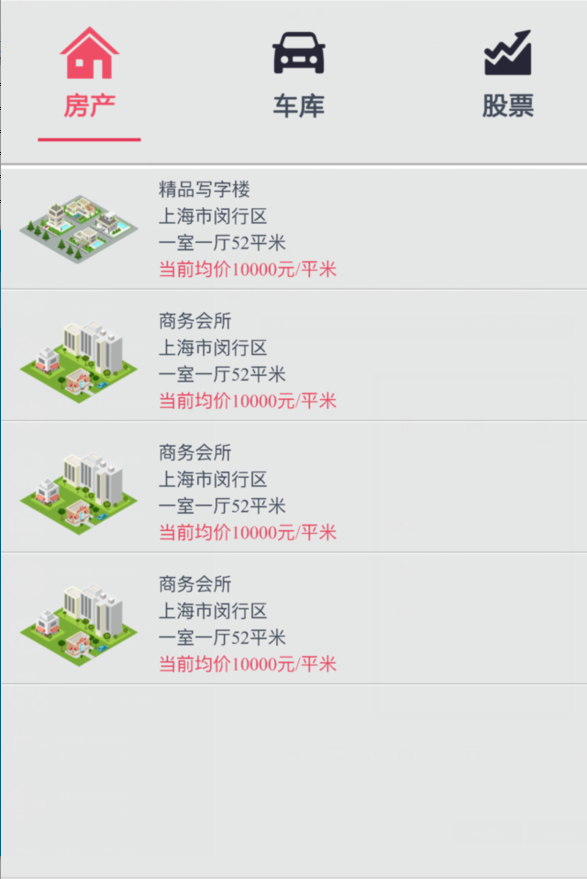 房产
车库
股票
精品写字楼
上海市闵行区
一室一厅52平米
当前均价10000元/平米
商务会所
上海市闵行区
一室一厅52平米
当前均价10000元/平米
商务会所
上海市闵行区
一室一厅52平米
当前均价10000元/平米
商务会所
上海市闵行区
一室一厅52平米
当前均价10000元/平米